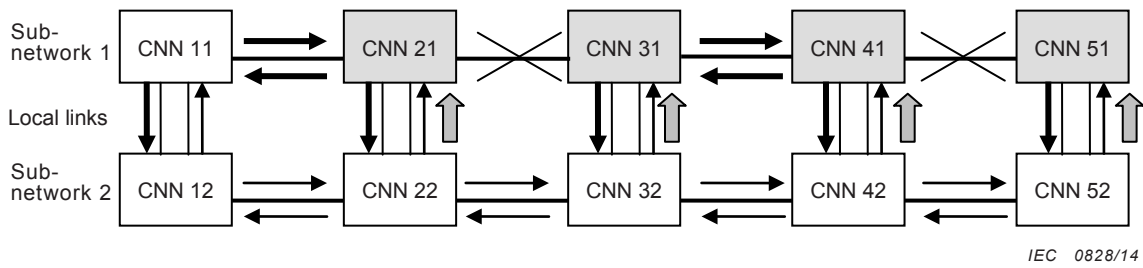 Sub-
network 1
CNN 11
CNN 21
CNN 31
CNN 41
CNN 51
Local links
Sub-
network 2
CNN 12
CNN 22
CNN 32
CNN 42
CNN 52
IEC 0828/14